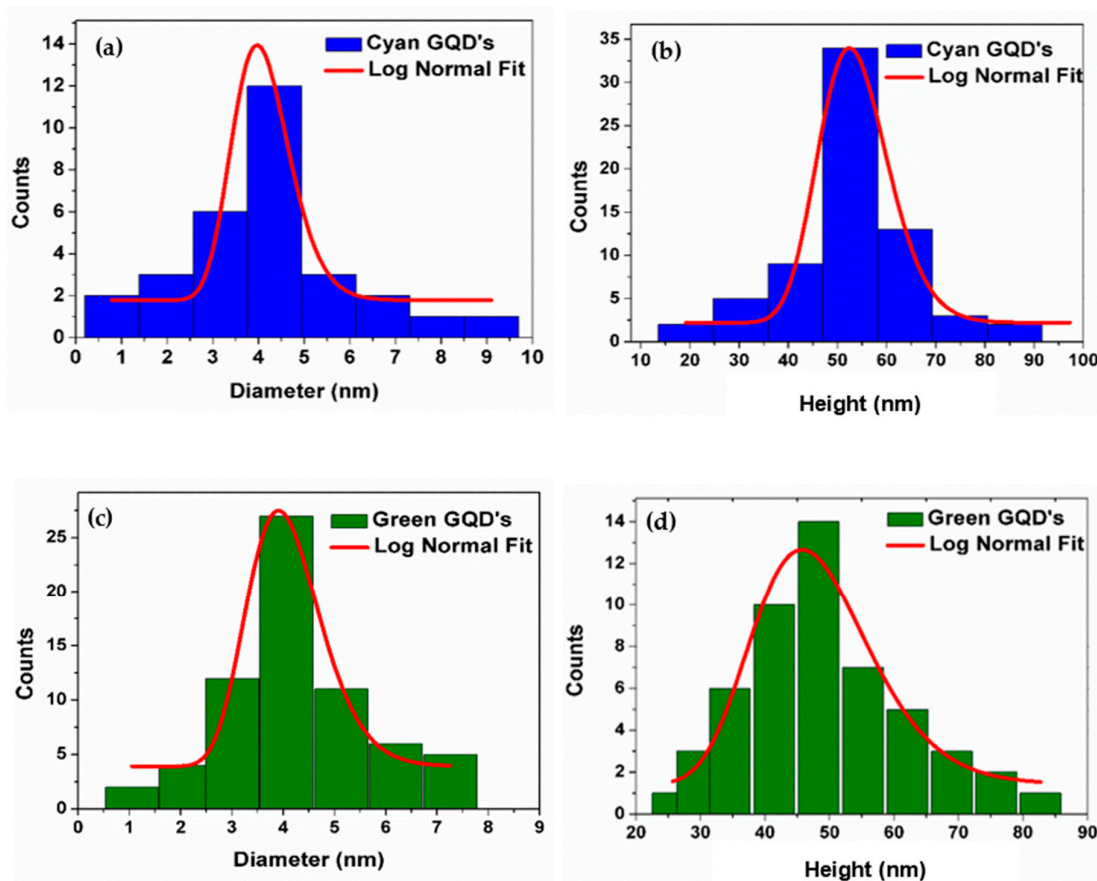 (a)
Cyan GQD's
Log Normal Fit
Counts
14
12
10
8
6
4
2
0
0 1 2 3 4 5 6 7 8 9 10
Diameter (nm)
(b)
Cyan GQD's
Log Normal Fit
Counts
35
30
25
20
15
10
5
0
10 20 30 40 50 60 70 80 90 100
Height (nm)
(c)
Green GQD's
Log Normal Fit
Counts
25
20
15
10
5
0
0 1 2 3 4 5 6 7 8 9
Diameter (nm)
(d)
Green GQD's
Log Normal Fit
Counts
14
12
10
8
6
4
2
0
20 30 40 50 60 70 80 90
Height (nm)